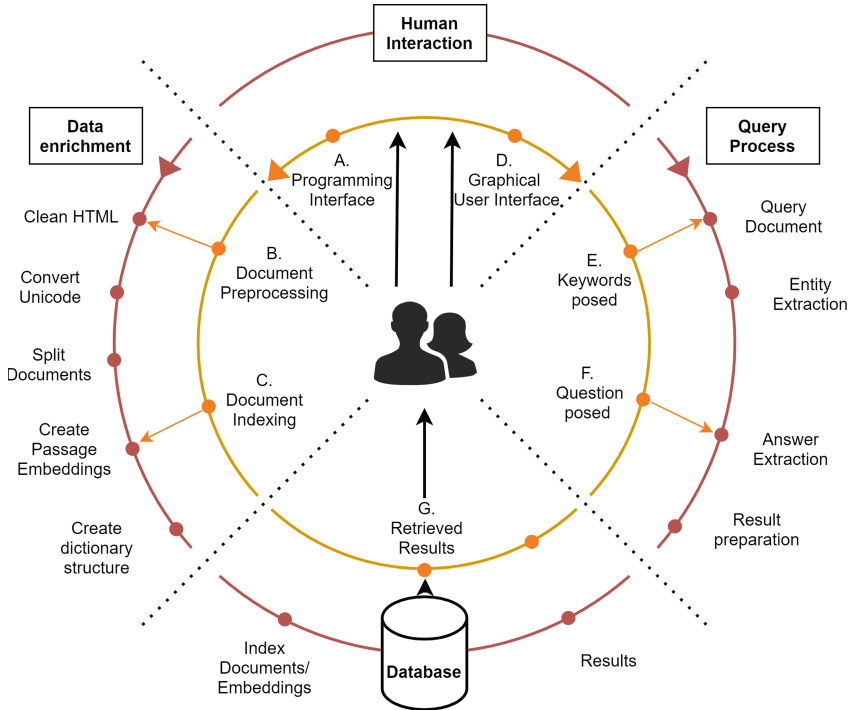 Human
Interaction
Data
enrichment
Query
Process
A.
Programming
Interface
D.
Graphical
User Interface
Clean HTML
Convert
Unicode
Split
Documents
Create
Passage
Embeddings
Create
dictionary
structure
B.
Document
Preprocessing
C.
Document
Indexing
E.
Keywords
posed
F.
Question
posed
Query
Document
Entity
Extraction
Answer
Extraction
Result
preparation
G.
Retrieved
Results
Index
Documents/
Embeddings
Database
Results